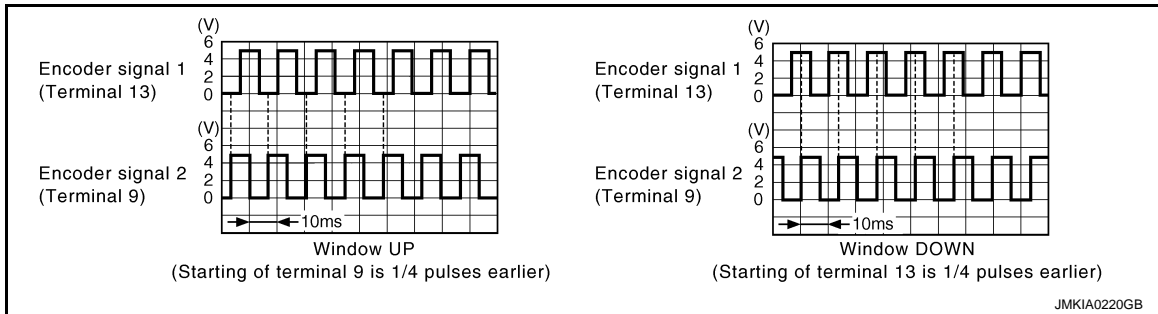 (V)
6
4
2
0
Encoder signal 1
(Terminal 13)
(V)
6
4
2
0
Encoder signal 2
(Terminal 9)
10ms
Window UP
(Starting of terminal 9 is 1/4 pulses earlier)
(V)
6
4
2
0
Encoder signal 1
(Terminal 13)
(V)
6
4
2
0
Encoder signal 2
(Terminal 9)
10ms
Window DOWN
(Starting of terminal 13 is 1/4 pulses earlier)
JMKIA0220GB